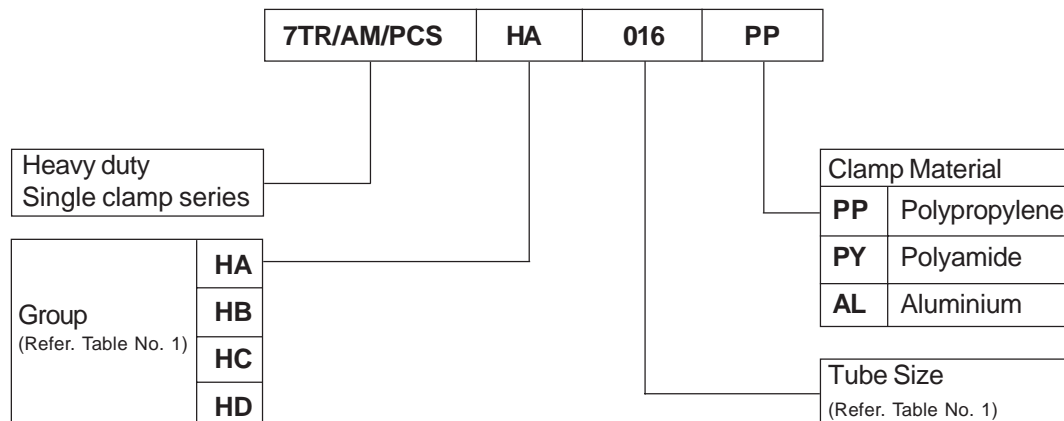 7TR/AM/PCS HA 016 PP
Heavy duty
Single clamp series
Group
(Refer. Table No. 1)
HA
HB
HC
HD
Clamp Material
PP Polypropylene
PY Polyamide
AL Aluminium
Tube Size
(Refer. Table No. 1)